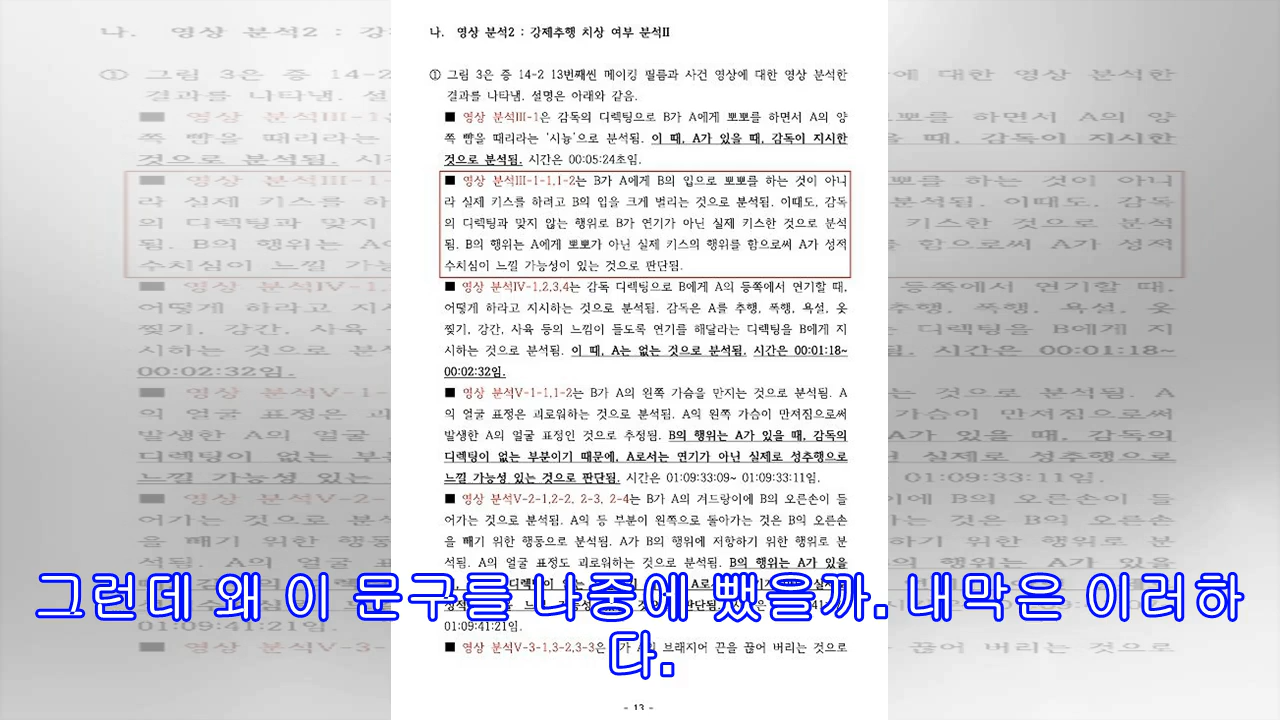 나. 영상 분석2 : 강제추행 치상 여부 분석II
① 그림 3은 증 14-2 13번째씬 메이킹 필름과 사건 영상에 대한 영상 분석한
결과를 나타냄. 설명은 아래와 같음.
■ 영상 분석III-1은 감독의 디렉팅으로 B가 A에게 뽀뽀를 하면서 A의 양
쪽 뺨을 때리라는 '시늉'으로 분석됨. 이 때, A가 있을 때, 감독이 지시한
것으로 분석됨. 시간은 00:05:24초임.
■ 영상 분석III-1-1,1-2는 B가 A에게 B의 입으로 뽀뽀를 하는 것이 아니
라 실제 키스를 하려고 B의 입을 크게 벌리는 것으로 분석됨. 이때도, 감독
의 디렉팅과 맞지 않는 행위로 B가 연기가 아닌 실제 키스한 것으로 분석
됨. B의 행위는 A에게 뽀뽀가 아닌 실제 키스의 행위를 함으로써 A가 성적
수치심이 느낄 가능성이 있는 것으로 판단됨.
■ 영상 분석IV-1,2,3,4는 감독 디렉팅으로 B에게 A의 등쪽에서 연기할 때,
어떻게 하라고 지시하는 것으로 분석됨. 감독은 A를 추행, 폭행, 욕설, 옷
찢기, 강간, 사육 등의 느낌이 들도록 연기를 해달라는 디렉팅을 B에게 지
시하는 것으로 분석됨. 이 때, A는 없는 것으로 분석됨. 시간은 00:01:18~
00:02:32임.
■ 영상 분석V-1-1,1-2는 B가 A의 왼쪽 가슴을 만지는 것으로 분석됨. A
의 얼굴 표정은 괴로워하는 것으로 분석됨. A의 왼쪽 가슴이 만져짐으로써
발생한 A의 얼굴 표정인 것으로 추정됨. B의 행위는 A가 있을 때, 감독의
디렉팅이 없는 부분이기 때문에, A로서는 연기가 아닌 실제로 성추행으로
느낄 가능성 있는 것으로 판단됨. 시간은 01:09:33:09~ 01:09:33:11임.
■ 영상 분석V-2-1,2-2, 2-3, 2-4는 B가 A의 겨드랑이에 B의 오른손이 들
어가는 것으로 분석됨. A의 등 부분이 왼쪽으로 돌아가는 것은 B의 오른손
을 빼기 위한 행동으로 분석됨. A가 B의 행위에 저항하기 위한 행위로 분
석됨. A의 얼굴 표정도 괴로워하는 것으로 분석됨. B의 행위는 A가 있을
01:09:41:21임.
■ 영상 분석V-3-1,3-2,3-3은 브래지어 끈을 끊어 버리는 것으로
- 13 -
그런데 왜 이 문구를 나중에 뺐을까. 내막은 이러하
다.